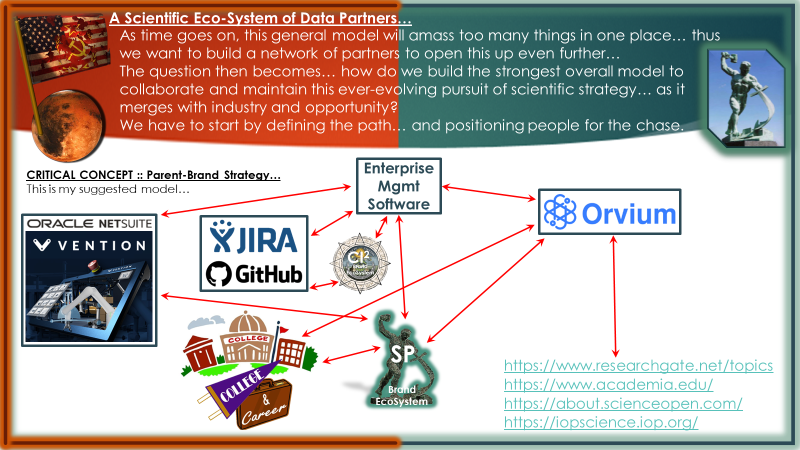 A Scientific Eco-System of Data Partners…
As time goes on, this general model will amass too many things in one place… thus
we want to build a network of partners to open this up even further…
The question then becomes… how do we build the strongest overall model to
collaborate and maintain this ever-evolving pursuit of scientific strategy… as it
merges with industry and opportunity?
We have to start by defining the path… and positioning people for the chase.
CRITICAL CONCEPT :: Parent-Brand Strategy…
This is my suggested model…
Enterprise
Mgmt
Software
ORACLE NETSUITE
VENTION
JIRA
GitHub
Orvium
Brand
EcoSystem
COLLEGE
COLLEGE
&
Career
SP
Brand
EcoSystem
https://www.researchgate.net/topics
https://www.academia.edu/
https://about.scienceopen.com/
https://iopscience.iop.org/